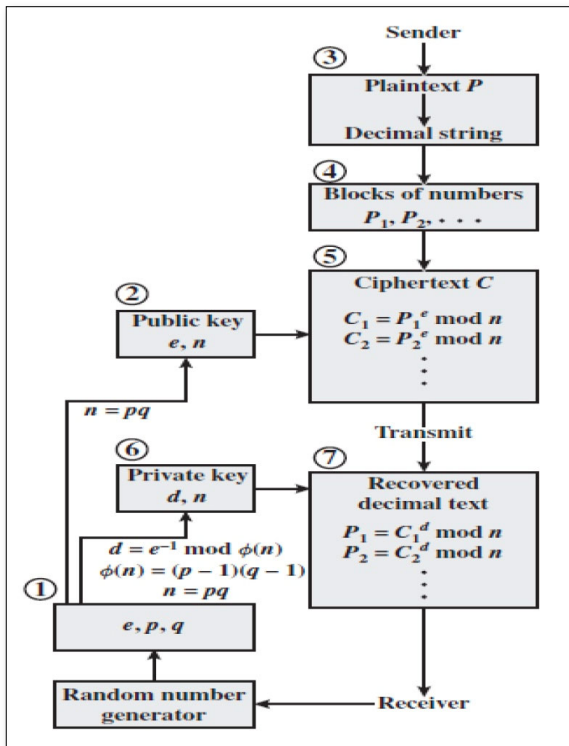 Sender
③
Plaintext P
Decimal string
④
Blocks of numbers
P₁, P₂, . . .
⑤
Ciphertext C
C₁ = P₁ᵉ mod n
C₂ = P₂ᵉ mod n
.
.
.
②
Public key
e, n
n = pq
Transmit
⑥
Private key
d, n
⑦
Recovered
decimal text
P₁ = C₁ᵈ mod n
P₂ = C₂ᵈ mod n
.
.
.
d = e⁻¹ mod ϕ(n)
ϕ(n) = (p − 1)(q − 1)
n = pq
①
e, p, q
Random number
generator
Receiver